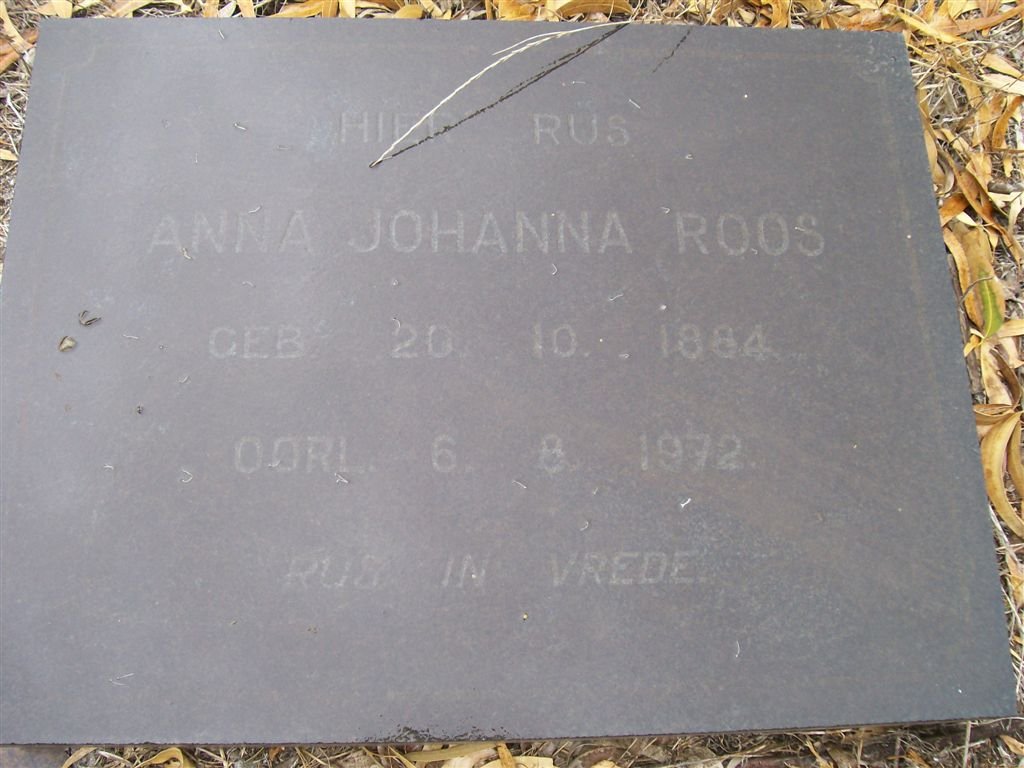 HIER RUS
ANNA JOHANNA ROOS
GEB 20. 10. 1884.
OORL. 6. 8. 1972.
RUS IN VREDE.